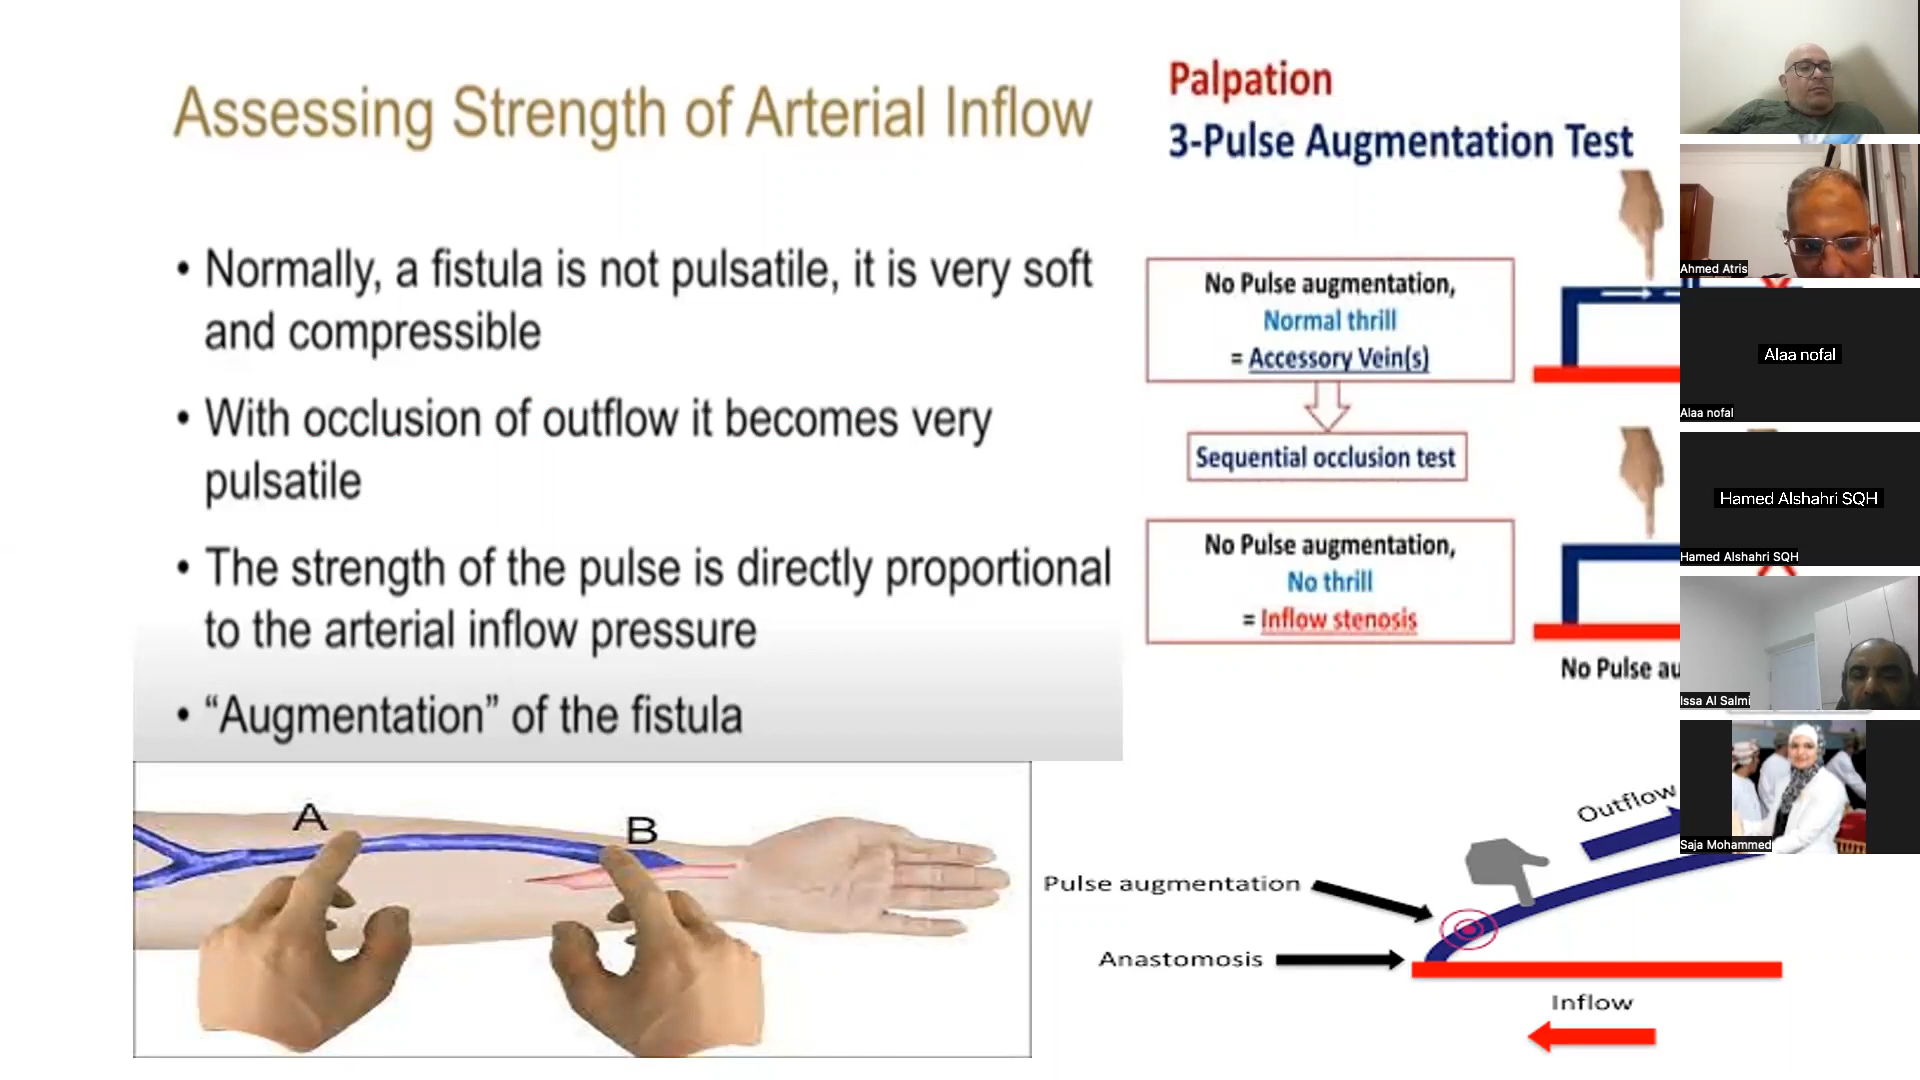 Assessing Strength of Arterial Inflow
• Normally, a fistula is not pulsatile, it is very soft
and compressible
• With occlusion of outflow it becomes very
pulsatile
• The strength of the pulse is directly proportional
to the arterial inflow pressure
• “Augmentation” of the fistula
A
B
Palpation
3-Pulse Augmentation Test
No Pulse augmentation,
Normal thrill
= Accessory Vein(s)
Sequential occlusion test
No Pulse augmentation,
No thrill
= Inflow stenosis
No Pulse au
Outflow
Pulse augmentation
Anastomosis
Inflow
Ahmed Atris
Alaa nofal
Alaa nofal
Hamed Alshahri SQH
Hamed Alshahri SQH
Issa Al Salmi
Saja Mohammed